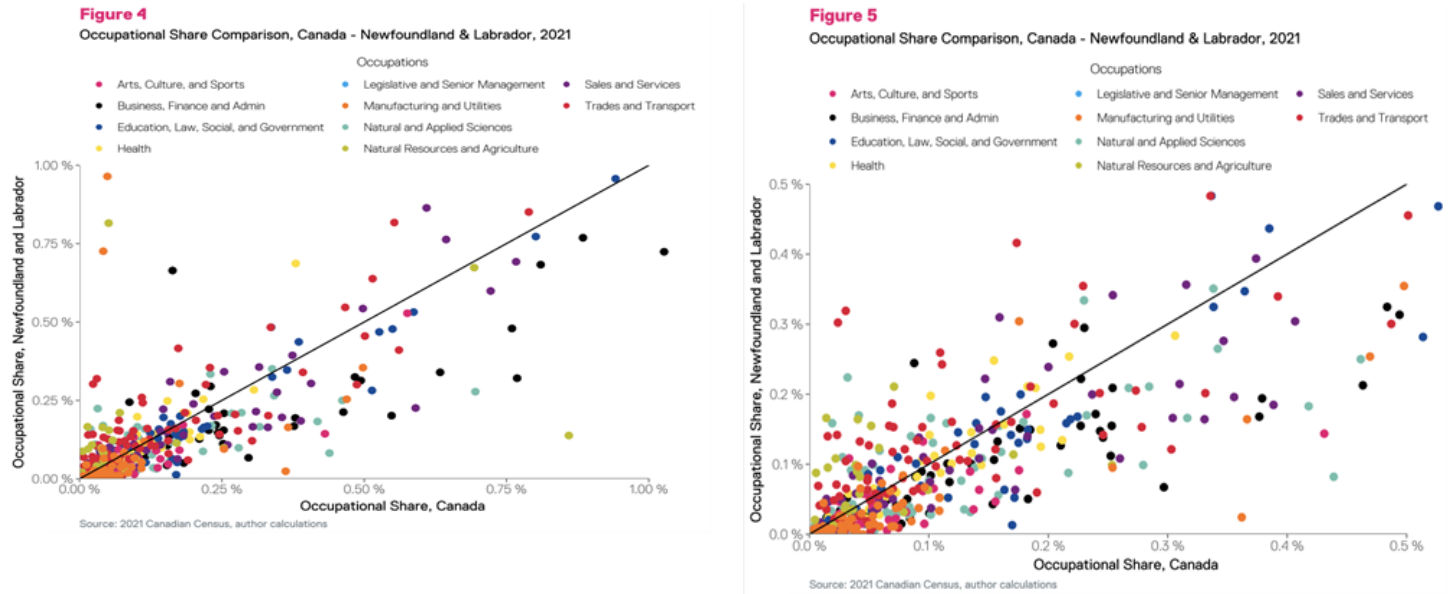 Figure 4
Occupational Share Comparison, Canada - Newfoundland & Labrador, 2021
Occupations
Arts, Culture, and Sports
Legislative and Senior Management
Sales and Services
Business, Finance and Admin
Manufacturing and Utilities
Trades and Transport
Education, Law, Social, and Government
Natural and Applied Sciences
Health
Natural Resources and Agriculture
1.00 %
0.75 %
0.50 %
0.25 %
0.00 %
Occupational Share, Newfoundland and Labrador
0.00 %
0.25 %
0.50 %
0.75 %
1.00 %
Occupational Share, Canada
Source: 2021 Canadian Census, author calculations
Figure 5
Occupational Share Comparison, Canada - Newfoundland & Labrador, 2021
Occupations
Arts, Culture, and Sports
Legislative and Senior Management
Sales and Services
Business, Finance and Admin
Manufacturing and Utilities
Trades and Transport
Education, Law, Social, and Government
Natural and Applied Sciences
Health
Natural Resources and Agriculture
0.5 %
0.4 %
0.3 %
0.2 %
0.1 %
0.0 %
Occupational Share, Newfoundland and Labrador
0.0 %
0.1 %
0.2 %
0.3 %
0.4 %
0.5 %
Occupational Share, Canada
Source: 2021 Canadian Census, author calculations